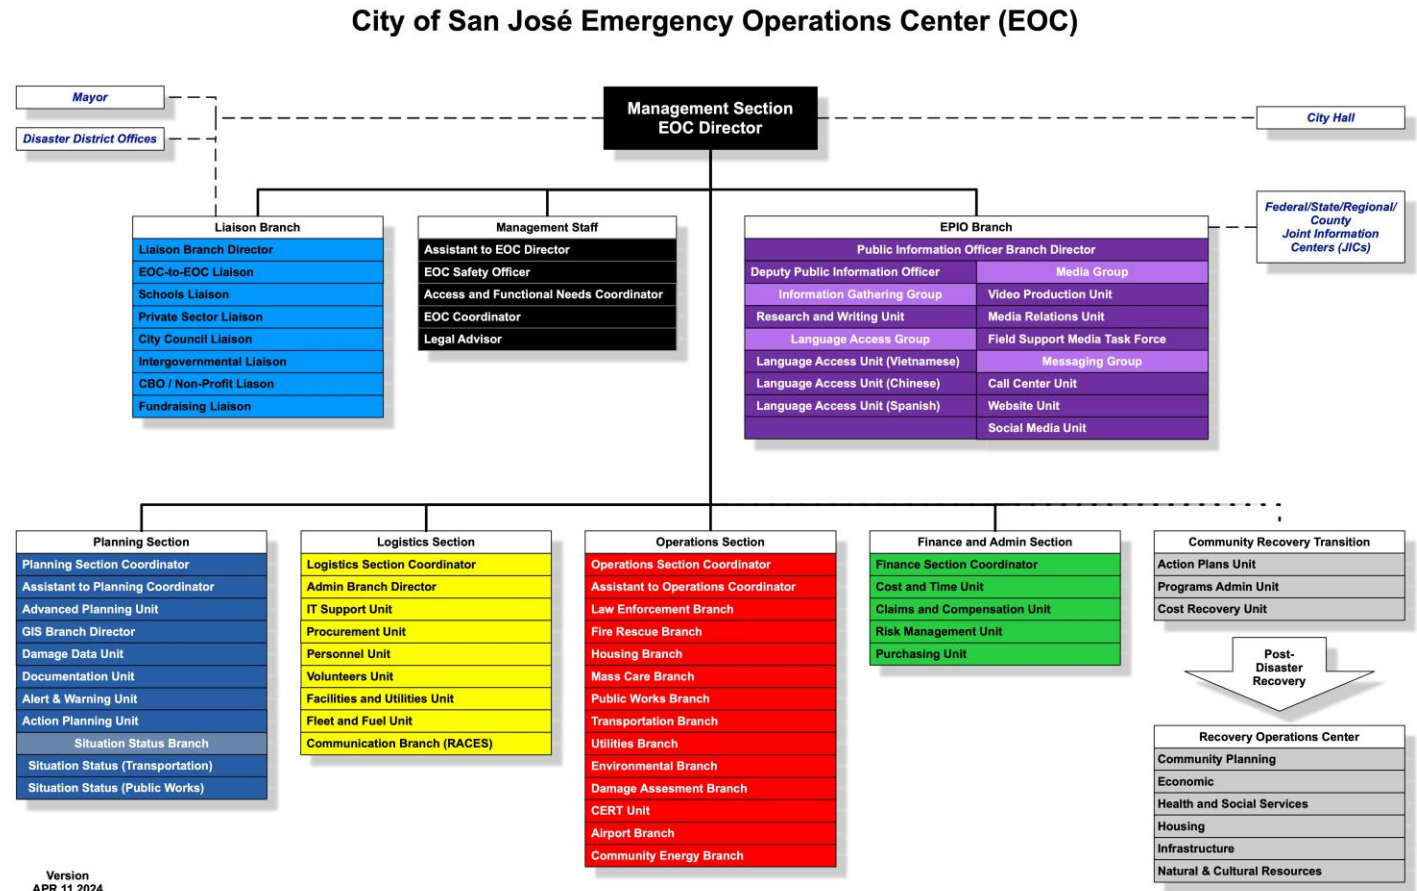 City of San José Emergency Operations Center (EOC)
Mayor
Disaster District Offices
Management Section
EOC Director
City Hall
Federal/State/Regional/
County
Joint Information
Centers (JICs)
Liaison Branch
Liaison Branch Director
EOC-to-EOC Liaison
Schools Liaison
Private Sector Liaison
City Council Liaison
Intergovernmental Liaison
CBO / Non-Profit Liason
Fundraising Liaison
Management Staff
Assistant to EOC Director
EOC Safety Officer
Access and Functional Needs Coordinator
EOC Coordinator
Legal Advisor
EPIO Branch
Public Information Officer Branch Director
Deputy Public Information Officer
Information Gathering Group
Research and Writing Unit
Language Access Group
Language Access Unit (Vietnamese)
Language Access Unit (Chinese)
Language Access Unit (Spanish)
Media Group
Video Production Unit
Media Relations Unit
Field Support Media Task Force
Messaging Group
Call Center Unit
Website Unit
Social Media Unit
Planning Section
Planning Section Coordinator
Assistant to Planning Coordinator
Advanced Planning Unit
GIS Branch Director
Damage Data Unit
Documentation Unit
Alert & Warning Unit
Action Planning Unit
Situation Status Branch
Situation Status (Transportation)
Situation Status (Public Works)
Logistics Section
Logistics Section Coordinator
Admin Branch Director
IT Support Unit
Procurement Unit
Personnel Unit
Volunteers Unit
Facilities and Utilities Unit
Fleet and Fuel Unit
Communication Branch (RACES)
Operations Section
Operations Section Coordinator
Assistant to Operations Coordinator
Law Enforcement Branch
Fire Rescue Branch
Housing Branch
Mass Care Branch
Public Works Branch
Transportation Branch
Utilities Branch
Environmental Branch
Damage Assesment Branch
CERT Unit
Airport Branch
Community Energy Branch
Finance and Admin Section
Finance Section Coordinator
Cost and Time Unit
Claims and Compensation Unit
Risk Management Unit
Purchasing Unit
Community Recovery Transition
Action Plans Unit
Programs Admin Unit
Cost Recovery Unit
Post-
Disaster
Recovery
Recovery Operations Center
Community Planning
Economic
Health and Social Services
Housing
Infrastructure
Natural & Cultural Resources
Version
APR 11 2024